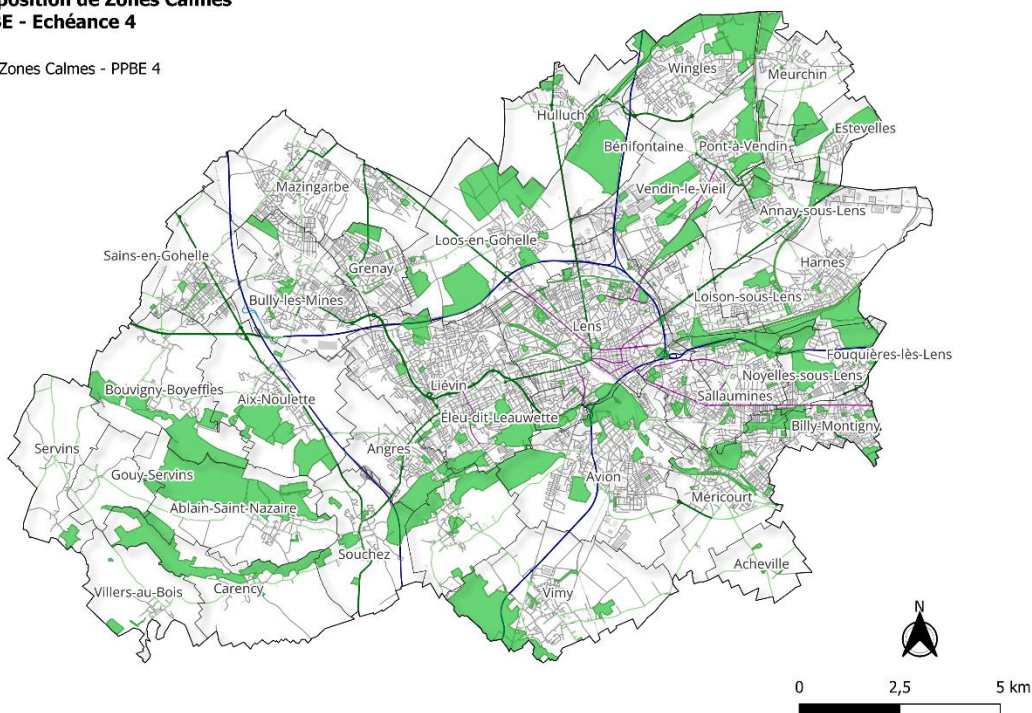 position de Zones Calmes
BE - Echéance 4
Zones Calmes - PPBE 4
Wingles
Meurchin
Hulluch
Estevelles
Bénifontaine
Pont-à-Vendin
Mazingarbe
Vendin-le-Vieil
Annay-sous-Lens
Loos-en-Gohelle
Sains-en-Gohelle
Harnes
Grenay
Bully-les-Mines
Loison-sous-Lens
Lens
Fouquières-lès-Lens
Noyelles-sous-Lens
Liévin
Bouvigny-Boyeffles
Aix-Noulette
Sallaumines
Éleu-dit-Leauwette
Billy-Montigny
Servins
Angres
Gouy-Servins
Avion
Méricourt
Ablain-Saint-Nazaire
Souchez
Acheville
Villers-au-Bois
Carency
Vimy
N
0 2,5 5 km